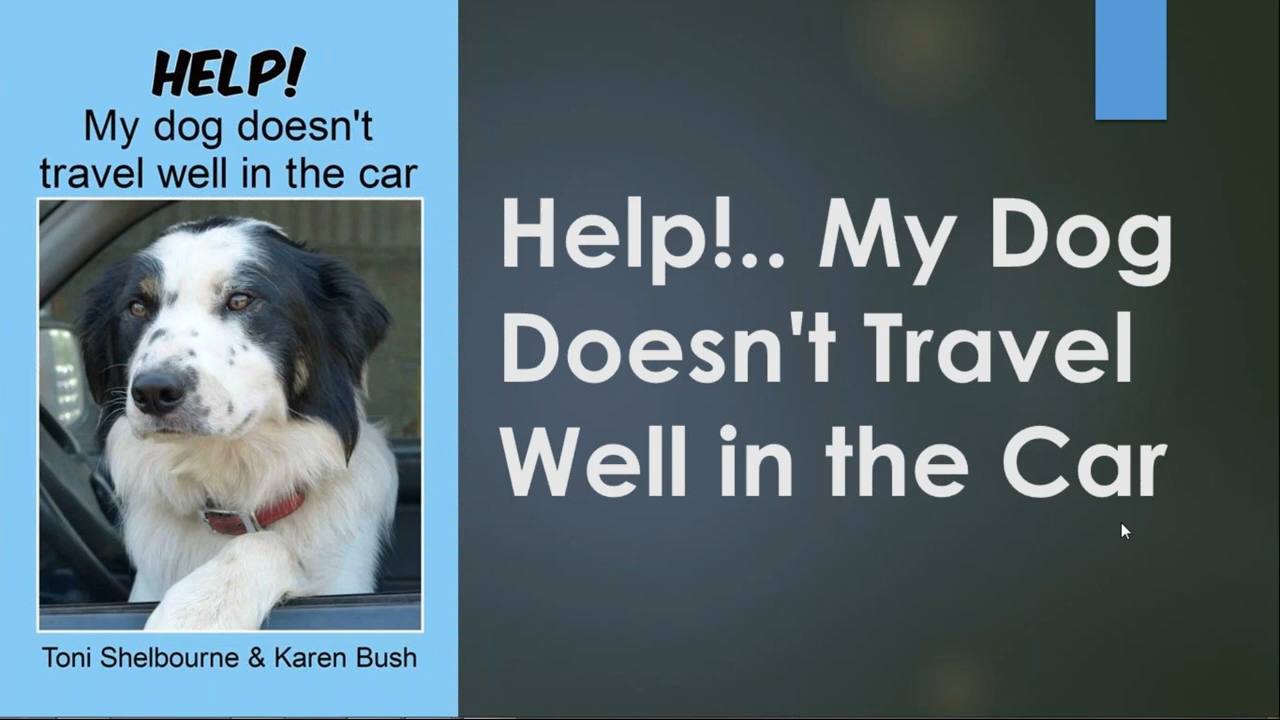 HELP!
My dog doesn't
travel well in the car
Toni Shelbourne & Karen Bush
Help!.. My Dog
Doesn't Travel
Well in the Car